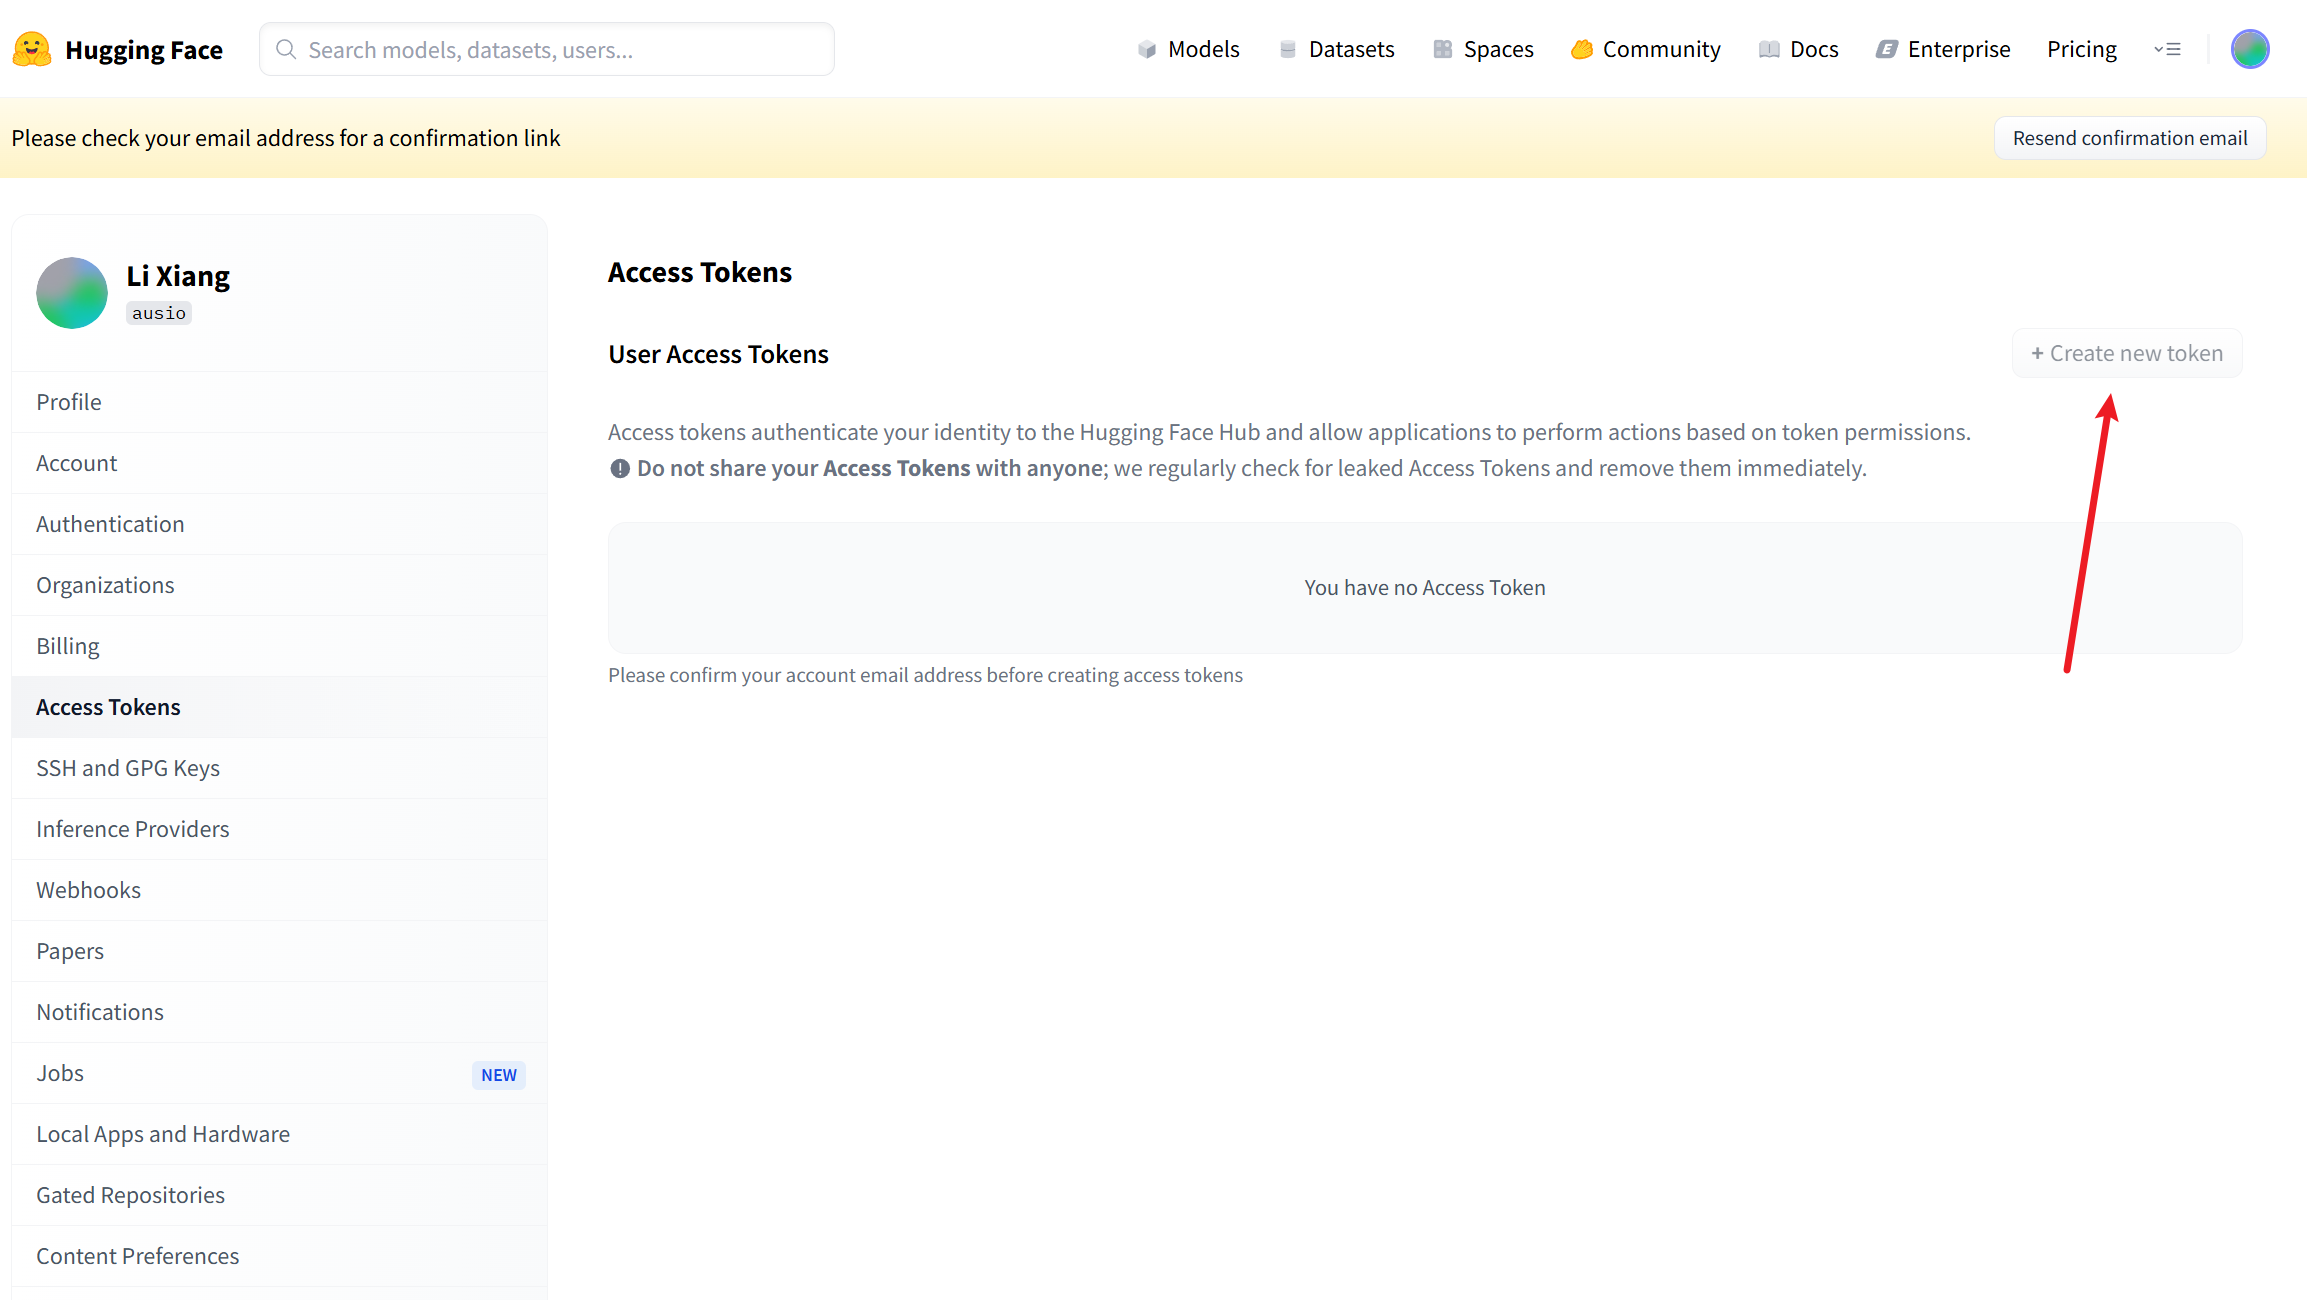 Hugging Face
Search models, datasets, users...
Models
Datasets
Spaces
Community
Docs
Enterprise
Pricing
Please check your email address for a confirmation link
Resend confirmation email
Li Xiang
ausio
Profile
Account
Authentication
Organizations
Billing
Access Tokens
SSH and GPG Keys
Inference Providers
Webhooks
Papers
Notifications
Jobs
NEW
Local Apps and Hardware
Gated Repositories
Content Preferences
Access Tokens
User Access Tokens
+ Create new token
Access tokens authenticate your identity to the Hugging Face Hub and allow applications to perform actions based on token permissions.
Do not share your Access Tokens with anyone; we regularly check for leaked Access Tokens and remove them immediately.
You have no Access Token
Please confirm your account email address before creating access tokens